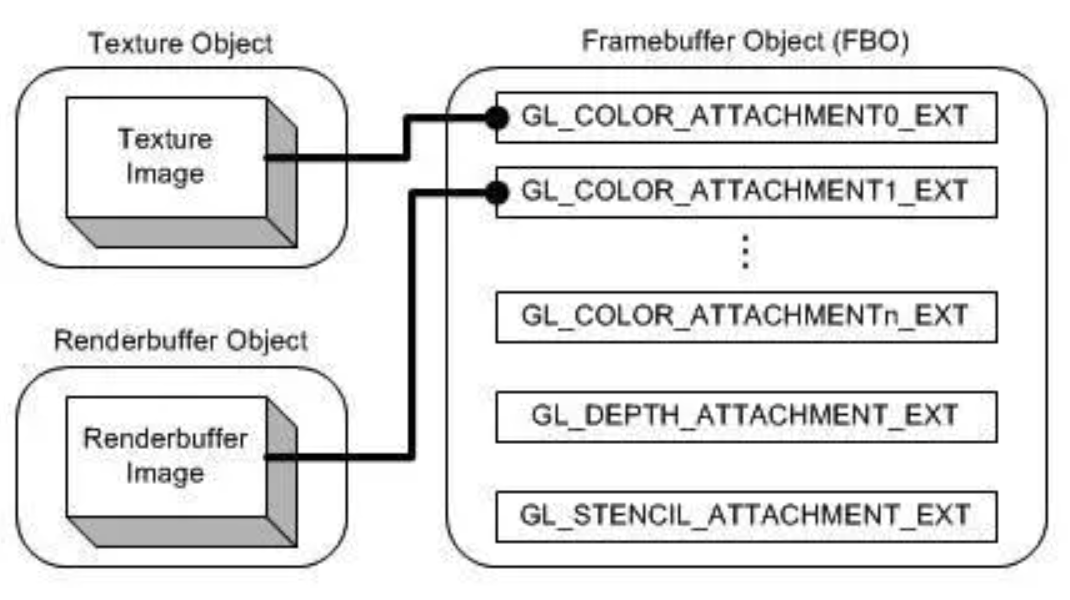 Texture Object
Texture
Image
Renderbuffer Object
Renderbuffer
Image
Framebuffer Object (FBO)
GL_COLOR_ATTACHMENT0_EXT
GL_COLOR_ATTACHMENT1_EXT
⋮
GL_COLOR_ATTACHMENTn_EXT
GL_DEPTH_ATTACHMENT_EXT
GL_STENCIL_ATTACHMENT_EXT